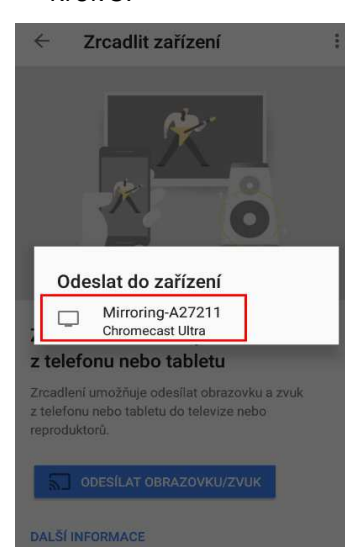 Zrcadlit zařízení
Odeslat do zařízení
Mirroring-A27211
Chromecast Ultra
z telefonu nebo tabletu
Zrcadlení umožňuje odesílat obrazovku a zvuk
z telefonu nebo tabletu do televize nebo
reproduktorů.
ODESÍLAT OBRAZOVKU/ZVUK
DALŠÍ INFORMACE